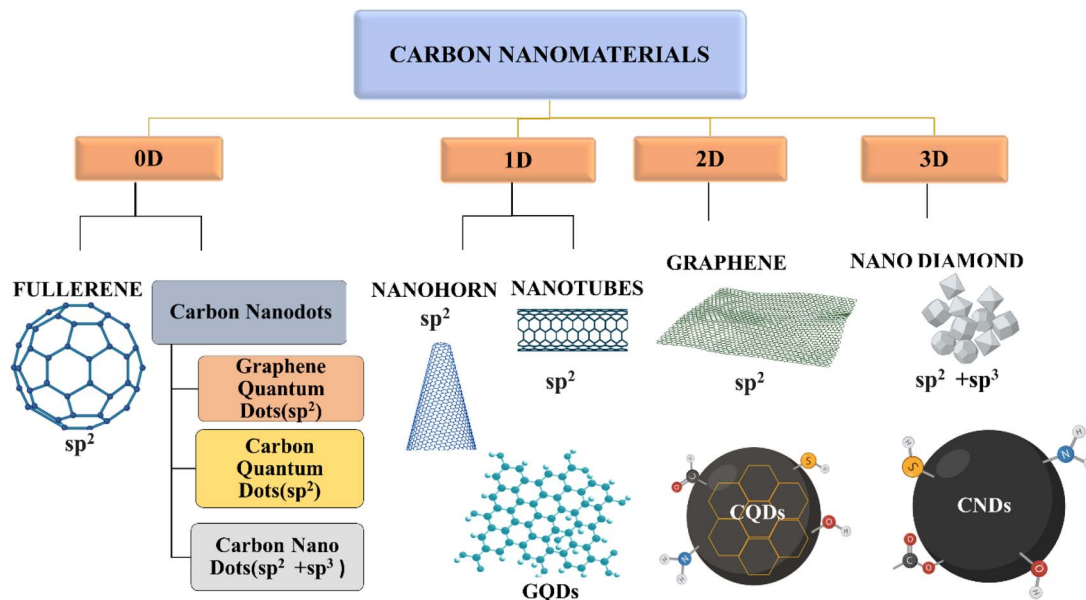 CARBON NANOMATERIALS
0D
1D
2D
3D
FULLERENE
sp²
Carbon Nanodots
Graphene
Quantum
Dots(sp²)
Carbon
Quantum
Dots(sp²)
Carbon Nano
Dots(sp² +sp³ )
NANOHORN
sp²
NANOTUBES
sp²
GRAPHENE
sp²
NANO DIAMOND
sp² +sp³
GQDs
H
C
O
S
H
CQDs
O
H
N
H
H
H
S
N
H
CNDs
O
C
O
O
H